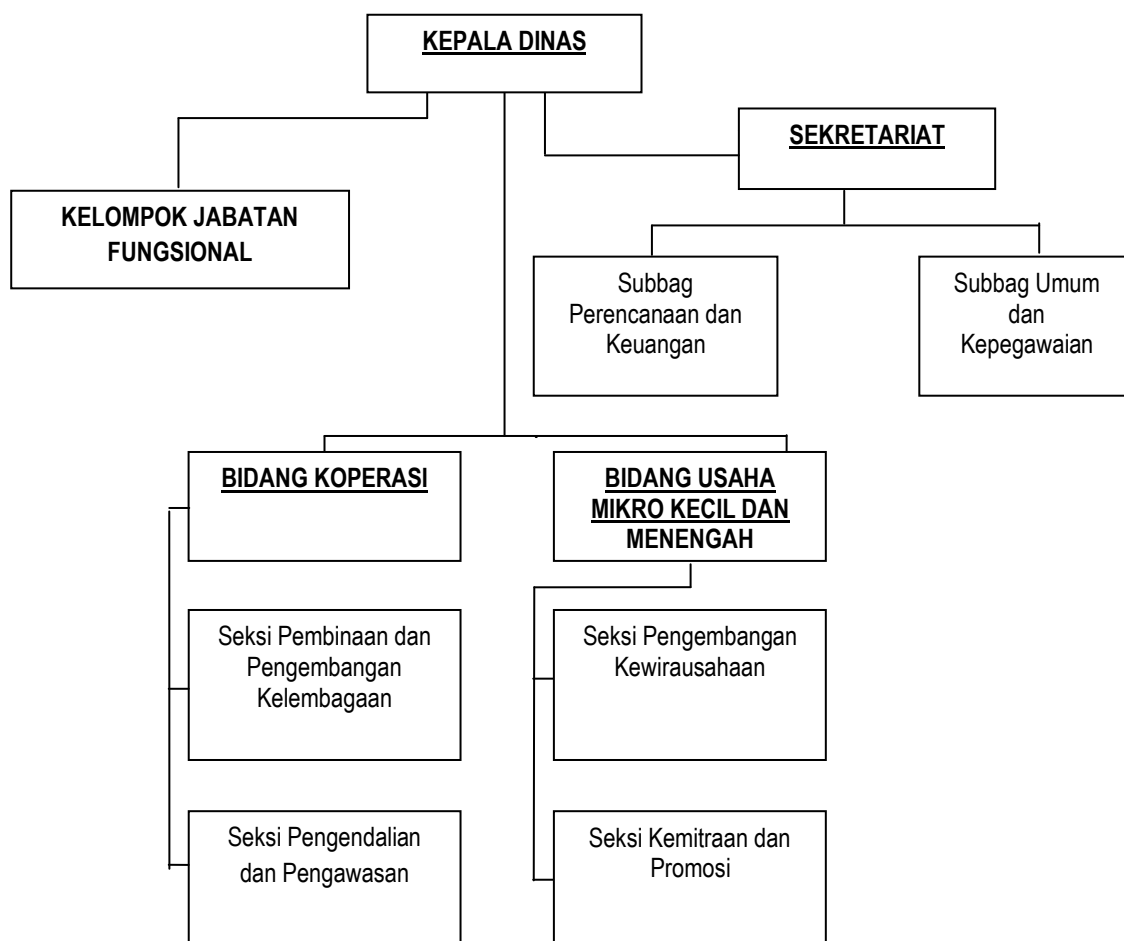 KEPALA DINAS
SEKRETARIAT
KELOMPOK JABATAN
FUNGSIONAL
Subbag
Perencanaan dan
Keuangan
Subbag Umum
dan
Kepegawaian
BIDANG KOPERASI
BIDANG USAHA
MIKRO KECIL DAN
MENENGAH
Seksi Pembinaan dan
Pengembangan
Kelembagaan
Seksi Pengembangan
Kewirausahaan
Seksi Pengendalian
dan Pengawasan
Seksi Kemitraan dan
Promosi